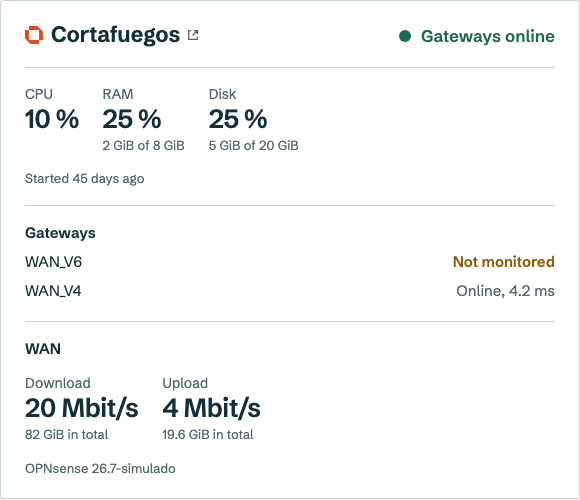 Cortafuegos
Gateways online
CPU RAM Disk
10 % 25 % 25 %
2 GiB of 8 GiB 5 GiB of 20 GiB
Started 45 days ago
Gateways
WAN_V6 Not monitored
WAN_V4 Online, 4.2 ms
WAN
Download Upload
20 Mbit/s 4 Mbit/s
82 GiB in total 19.6 GiB in total
OPNsense 26.7-simulado